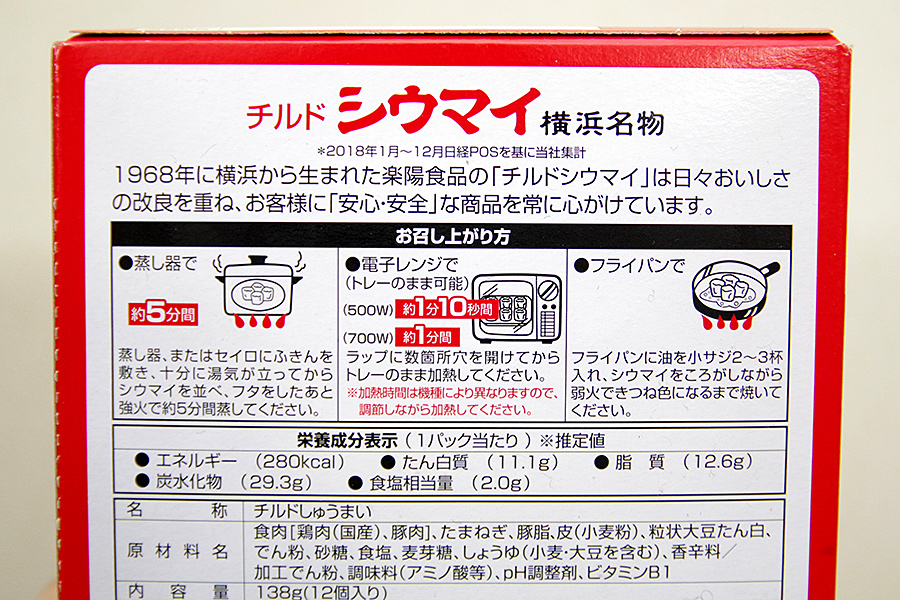 チルド シウマイ 横浜名物
*2018年1月～12月日経POSを基に当社集計
1968年に横浜から生まれた楽陽食品の「チルドシウマイ」は日々おいしさ
の改良を重ね、お客様に「安心・安全」な商品を常に心がけています。
お召し上がり方
●蒸し器で
約5分間
蒸し器、またはセイロにふきんを
敷き、十分に湯気が立ってから
シウマイを並べ、フタをしたあと
強火で約5分間蒸してください。
●電子レンジで
(トレーのまま可能)
(500W) 約1分10秒間
(700W) 約1分間
ラップに数箇所穴を開けてから
トレーのまま加熱してください。
※加熱時間は機種により異なりますので、
調節しながら加熱してください。
●フライパンで
フライパンに油を小サジ2～3杯
入れ、シウマイをころがしながら
弱火できつね色になるまで焼いて
ください。
栄養成分表示（1パック当たり）※推定値
● エネルギー （280kcal） ● たん白質 （11.1g） ● 脂 質 （12.6g）
● 炭水化物 （29.3g） ● 食塩相当量 （2.0g）
名 称 チルドしゅうまい
原材料名 食肉[鶏肉(国産)、豚肉]、たまねぎ、豚脂、皮(小麦粉)、粒状大豆たん白、
でん粉、砂糖、食塩、麦芽糖、しょうゆ(小麦・大豆を含む)、香辛料／
加工でん粉、調味料(アミノ酸等)、pH調整剤、ビタミンB1
内容量 138g(12個入り)